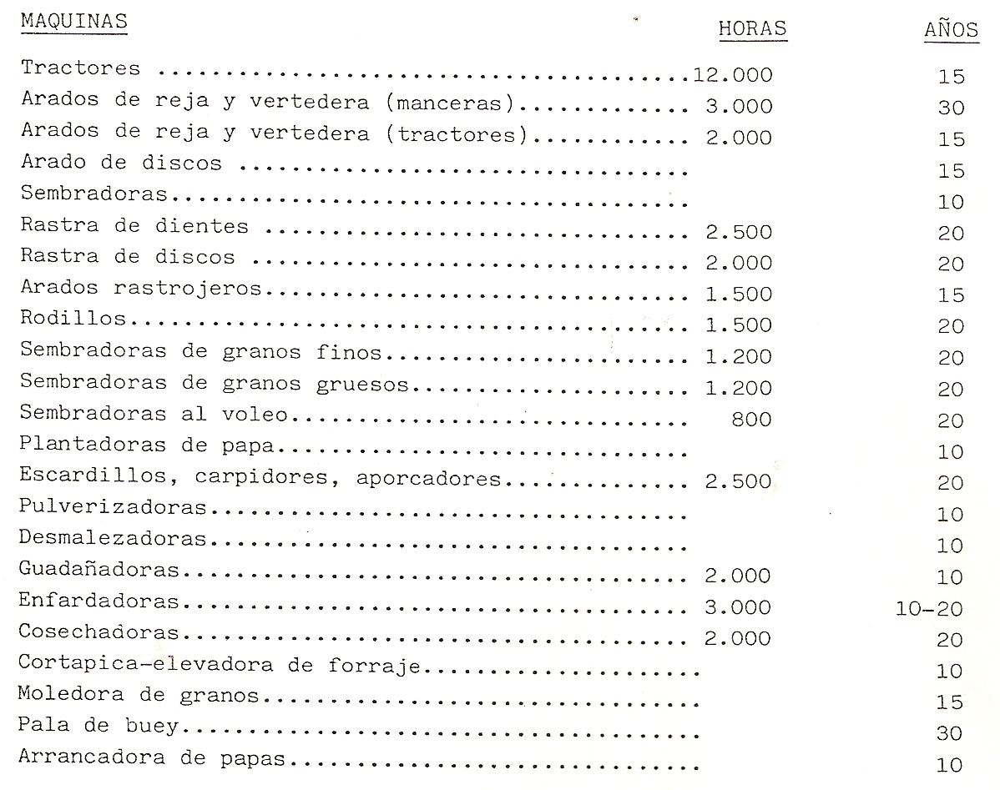 MAQUINAS HORAS AÑOS
Tractores ........................................12.000 15
Arados de reja y vertedera (manceras)............. 3.000 30
Arados de reja y vertedera (tractores)............ 2.000 15
Arado de discos .................................. 15
Sembradoras....................................... 10
Rastra de dientes ................................ 2.500 20
Rastra de discos ................................. 2.000 20
Arados rastrojeros................................ 1.500 15
Rodillos.......................................... 1.500 20
Sembradoras de granos finos....................... 1.200 20
Sembradoras de granos gruesos..................... 1.200 20
Sembradoras al voleo.............................. 800 20
Plantadoras de papa............................... 10
Escardillos, carpidores, aporcadores.............. 2.500 20
Pulverizadoras.................................... 10
Desmalezadoras.................................... 10
Guadañadoras...................................... 2.000 10
Enfardadoras...................................... 3.000 10-20
Cosechadoras...................................... 2.000 20
Cortapica-elevadora de forraje..................... 10
Moledora de granos................................. 15
Pala de buey....................................... 30
Arrancadora de papas............................... 10